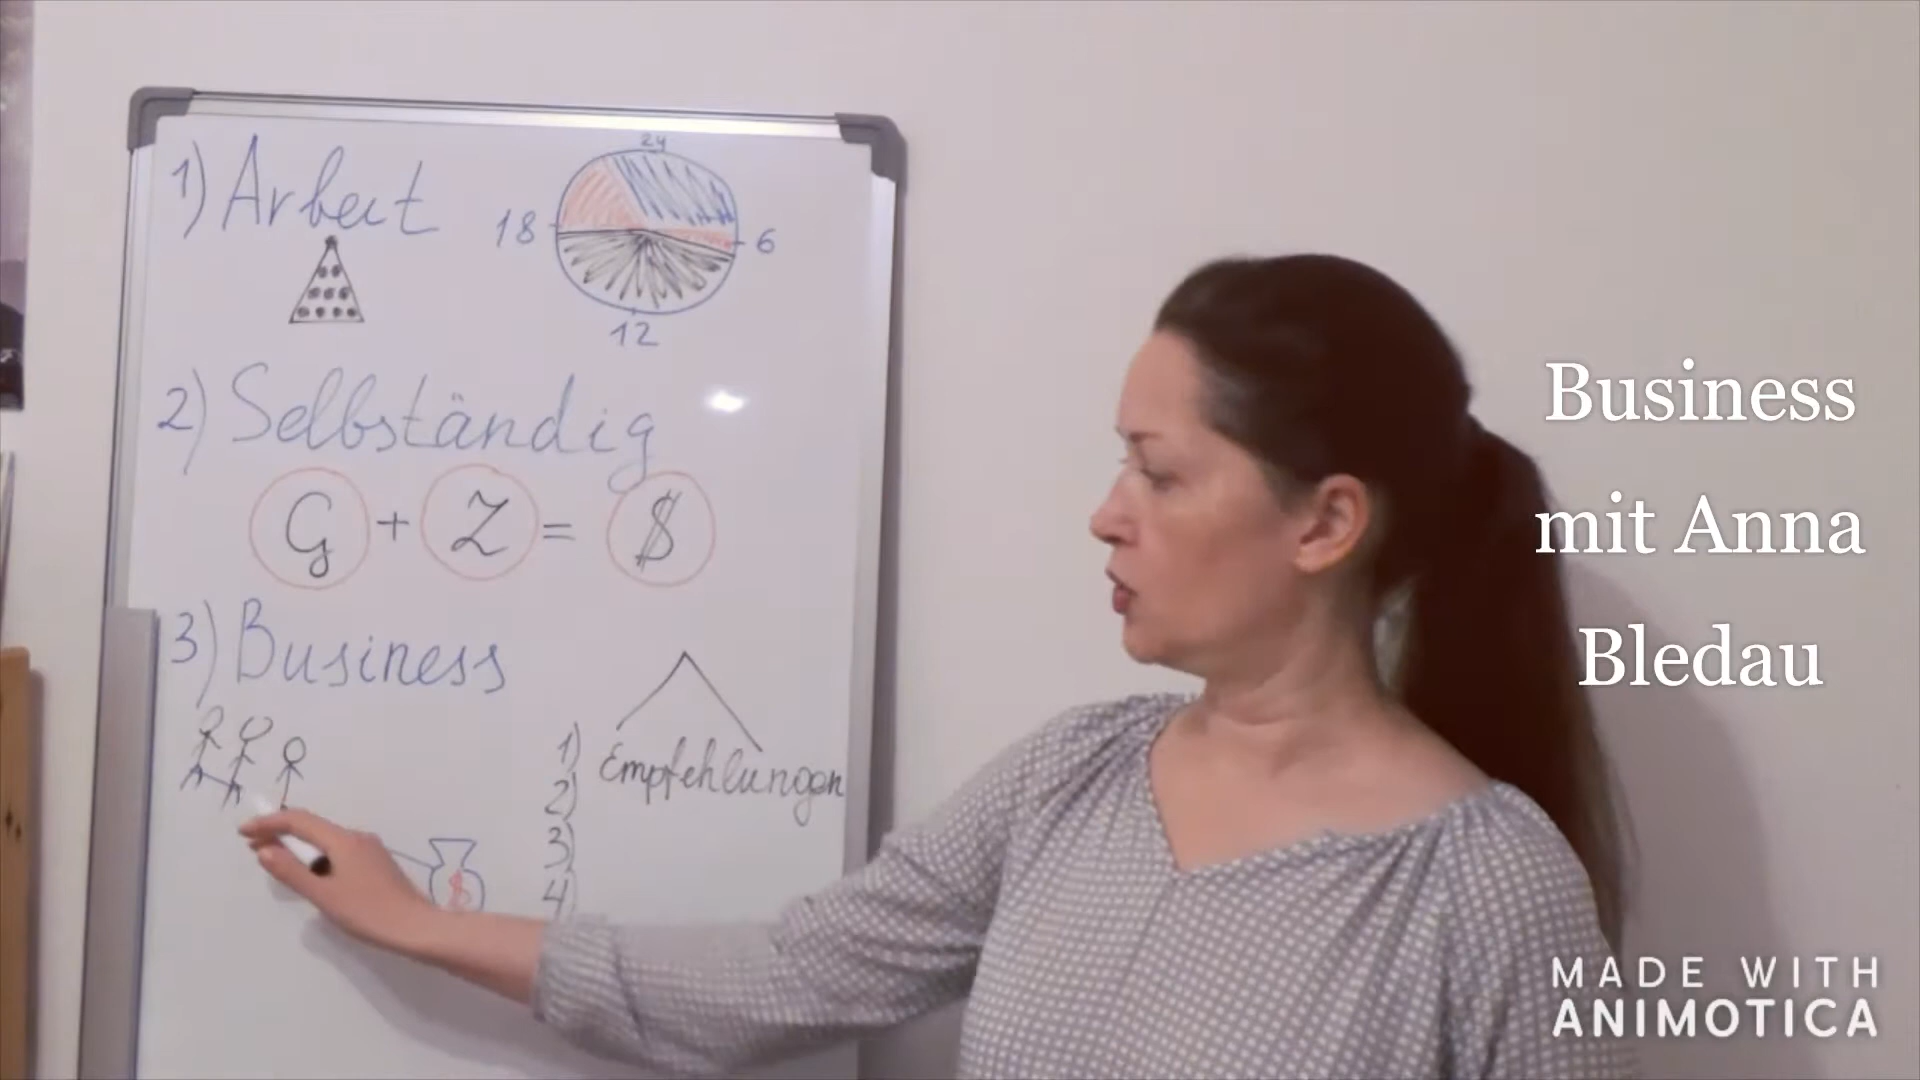 1) Arbeit
24
18
6
12
2) Selbständig
G + Z = $
3) Business
1) Empfehlungen
2)
3)
4)
$
Business
mit Anna
Bledau
MADE WITH
ANIMOTICA